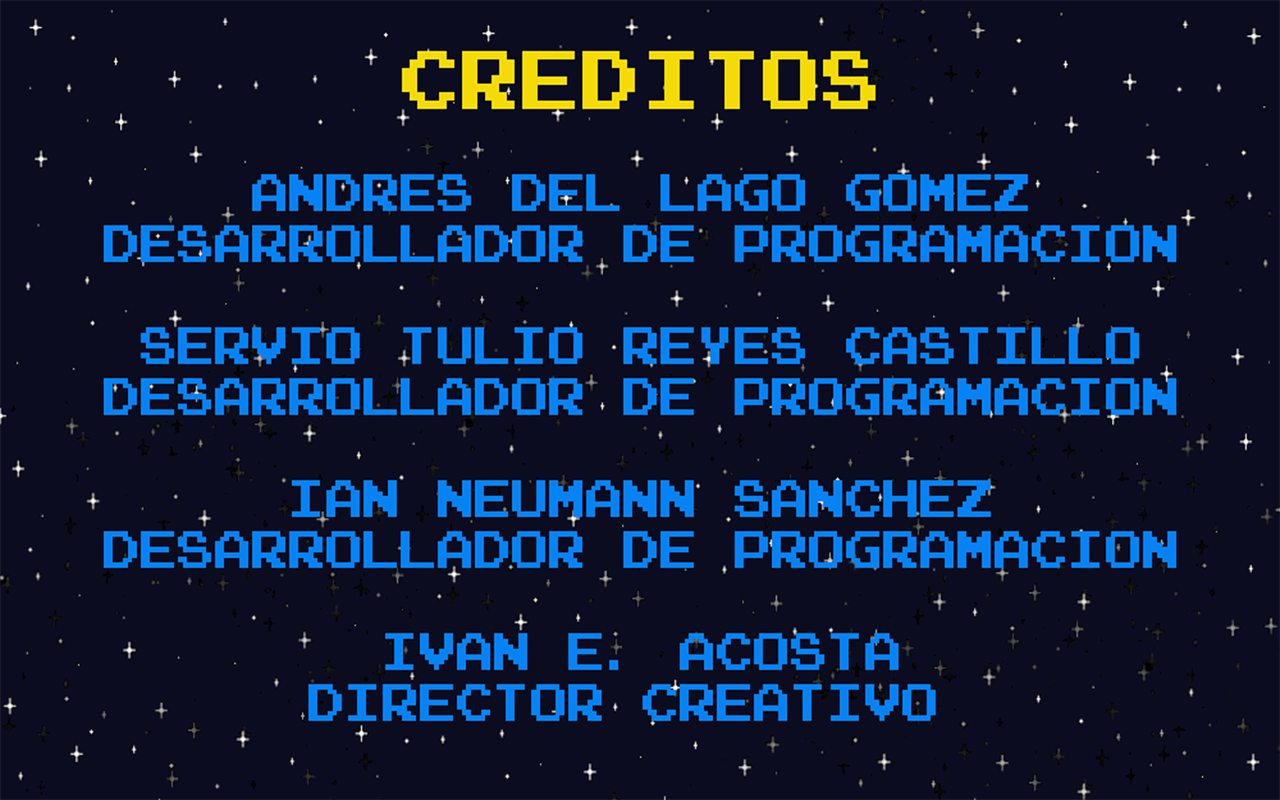 CREDITOS
ANDRES DEL LAGO GOMEZ
DESARROLLADOR DE PROGRAMACION
SERVIO TULIO REYES CASTILLO
DESARROLLADOR DE PROGRAMACION
IAN NEUMANN SANCHEZ
DESARROLLADOR DE PROGRAMACION
IVAN E. ACOSTA
DIRECTOR CREATIVO